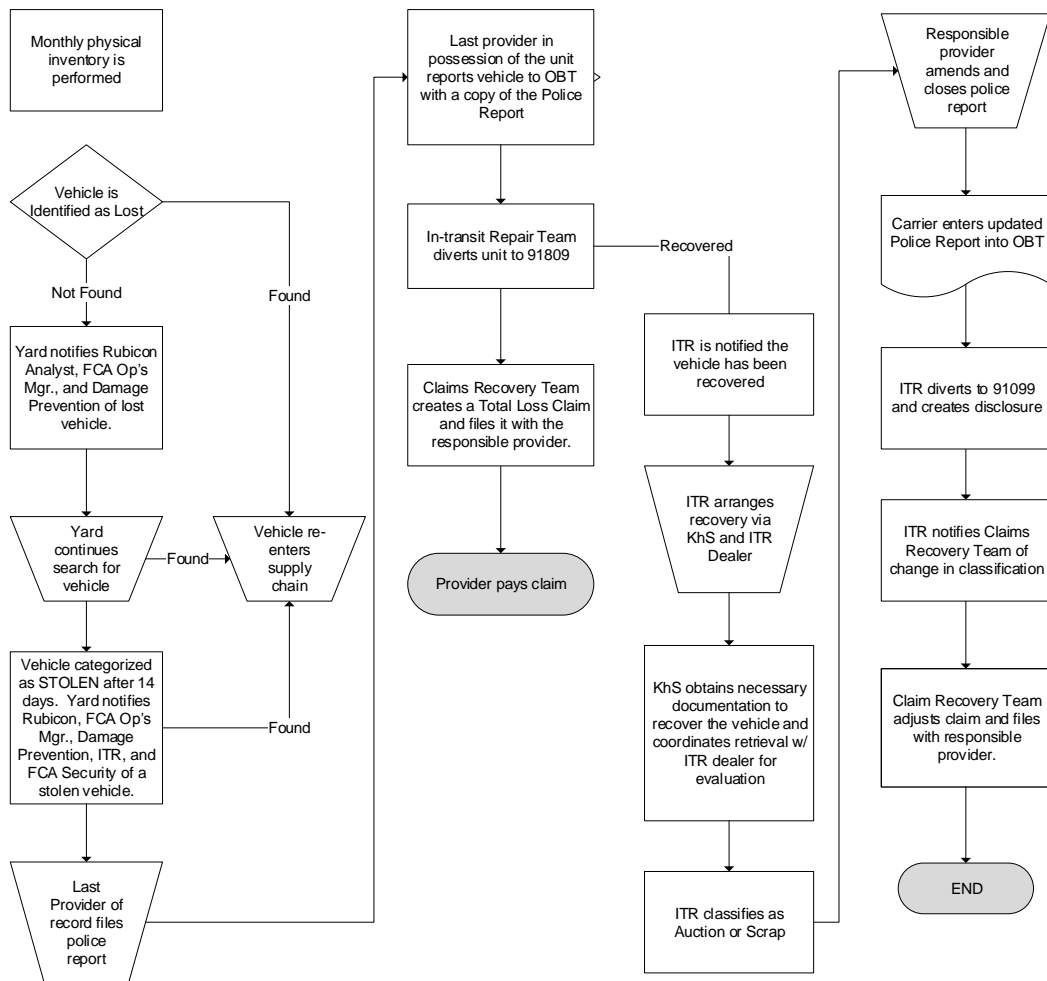 Monthly physical
inventory is
performed
Vehicle is
Identified as Lost
Not Found
Found
Yard notifies Rubicon
Analyst, FCA Op's
Mgr., and Damage
Prevention of lost
vehicle.
Yard
continues
search for
vehicle
Found
Vehicle re-
enters
supply
chain
Vehicle categorized
as STOLEN after 14
days. Yard notifies
Rubicon, FCA Op's
Mgr., Damage
Prevention, ITR, and
FCA Security of a
stolen vehicle.
Found
Last
Provider of
record files
police
report
Last provider in
possession of the unit
reports vehicle to OBT
with a copy of the Police
Report
In-transit Repair Team
diverts unit to 91809
Recovered
Claims Recovery Team
creates a Total Loss Claim
and files it with the
responsible provider.
Provider pays claim
ITR is notified the
vehicle has been
recovered
ITR arranges
recovery via
KhS and ITR
Dealer
KhS obtains necessary
documentation to
recover the vehicle and
coordinates retrieval w/
ITR dealer for
evaluation
ITR classifies as
Auction or Scrap
Responsible
provider
amends and
closes police
report
Carrier enters updated
Police Report into OBT
ITR diverts to 91099
and creates disclosure
ITR notifies Claims
Recovery Team of
change in classification
Claim Recovery Team
adjusts claim and files
with responsible
provider.
END